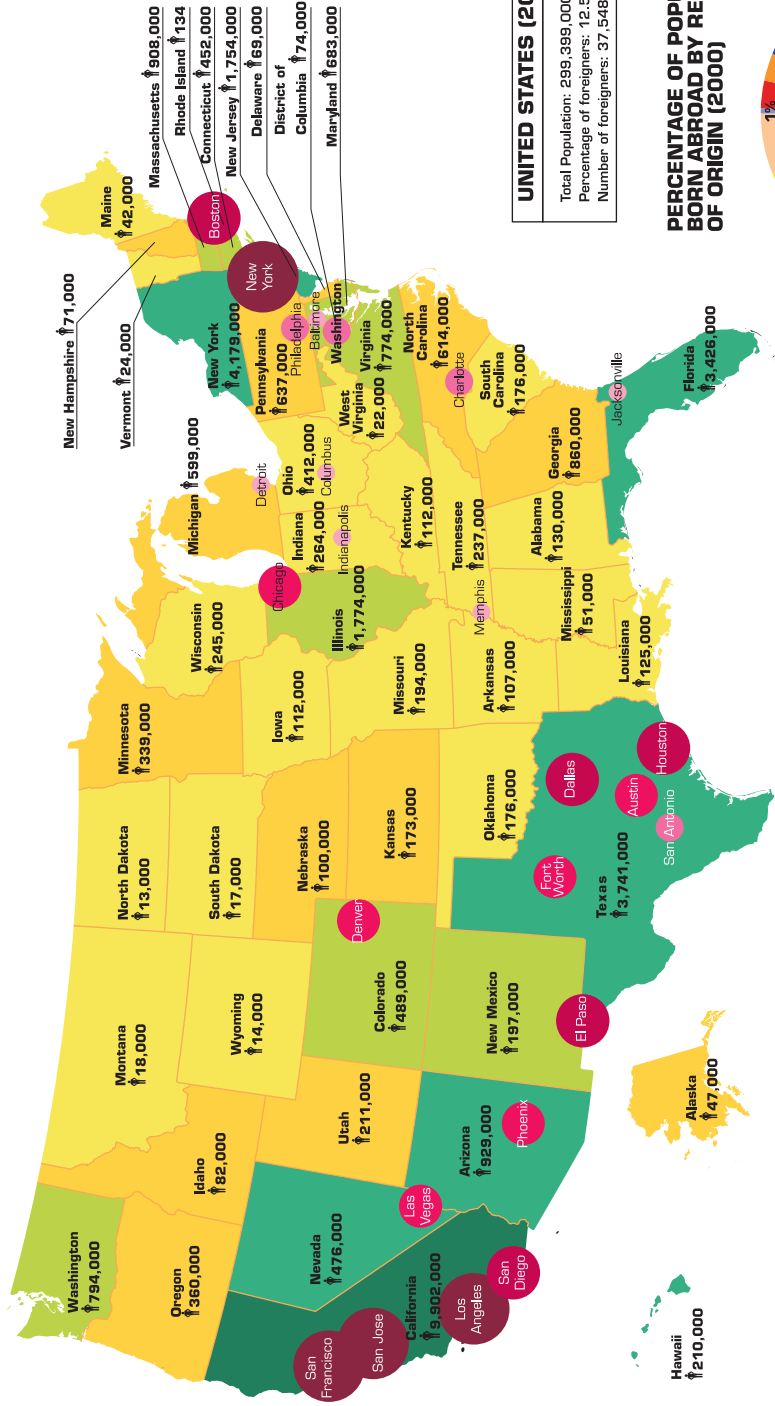 Washington
794,000
Oregon
360,000
California
9,902,000
San
Francisco
San Jose
Los
Angeles
San
Diego
Nevada
476,000
Las
Vegas
Idaho
82,000
Utah
211,000
Arizona
929,000
Phoenix
Montana
18,000
Wyoming
14,000
Colorado
489,000
Denver
New Mexico
197,000
El Paso
North Dakota
13,000
South Dakota
17,000
Nebraska
100,000
Kansas
173,000
Oklahoma
176,000
Texas
3,741,000
Fort
Worth
Dallas
Austin
San Antonio
Houston
Minnesota
339,000
Iowa
112,000
Missouri
194,000
Arkansas
107,000
Louisiana
125,000
Wisconsin
245,000
Illinois
1,774,000
Chicago
Memphis
Mississippi
51,000
Michigan 599,000
Detroit
Indiana
264,000
Indianapolis
Ohio
412,000
Columbus
Kentucky
112,000
Tennessee
237,000
Alabama
130,000
Georgia
860,000
Florida
3,426,000
Jacksonville
South
Carolina
176,000
North
Carolina
614,000
Charlotte
West
Virginia
22,000
Virginia
774,000
Washington
Baltimore
Philadelphia
Pennsylvania
637,000
New York
4,179,000
New
York
Boston
Vermont 24,000
New Hampshire 71,000
Maine
42,000
Massachusetts 908,000
Rhode Island 134
Connecticut 452,000
New Jersey 1,754,000
Delaware 69,000
District of
Columbia 74,000
Maryland 683,000
Hawaii
210,000
Alaska
47,000
UNITED STATES (20
Total Population: 299,399,000
Percentage of foreigners: 12.5
Number of foreigners: 37,548
PERCENTAGE OF POP
BORN ABROAD BY RE
OF ORIGIN (2000)
1%